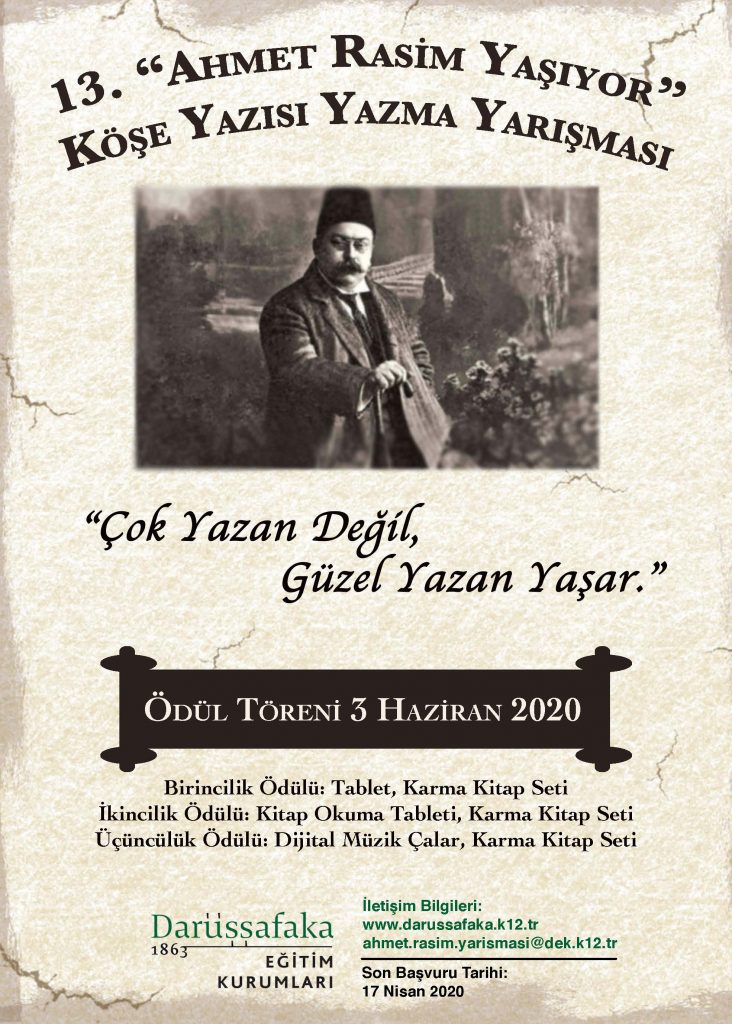 13. “Ahmet Rasim Yaşıyor”
Köşe Yazısı Yazma Yarışması
“Çok Yazan Değil,
Güzel Yazan Yaşar.”
Ödül Töreni 3 Haziran 2020
Birincilik Ödülü: Tablet, Karma Kitap Seti
İkincilik Ödülü: Kitap Okuma Tableti, Karma Kitap Seti
Üçüncülük Ödülü: Dijital Müzik Çalar, Karma Kitap Seti
Darüşşafaka
1863
EĞİTİM
KURUMLARI
İletişim Bilgileri:
www.darussafaka.k12.tr
ahmet.rasim.yarismasi@dek.k12.tr
Son Başvuru Tarihi:
17 Nisan 2020